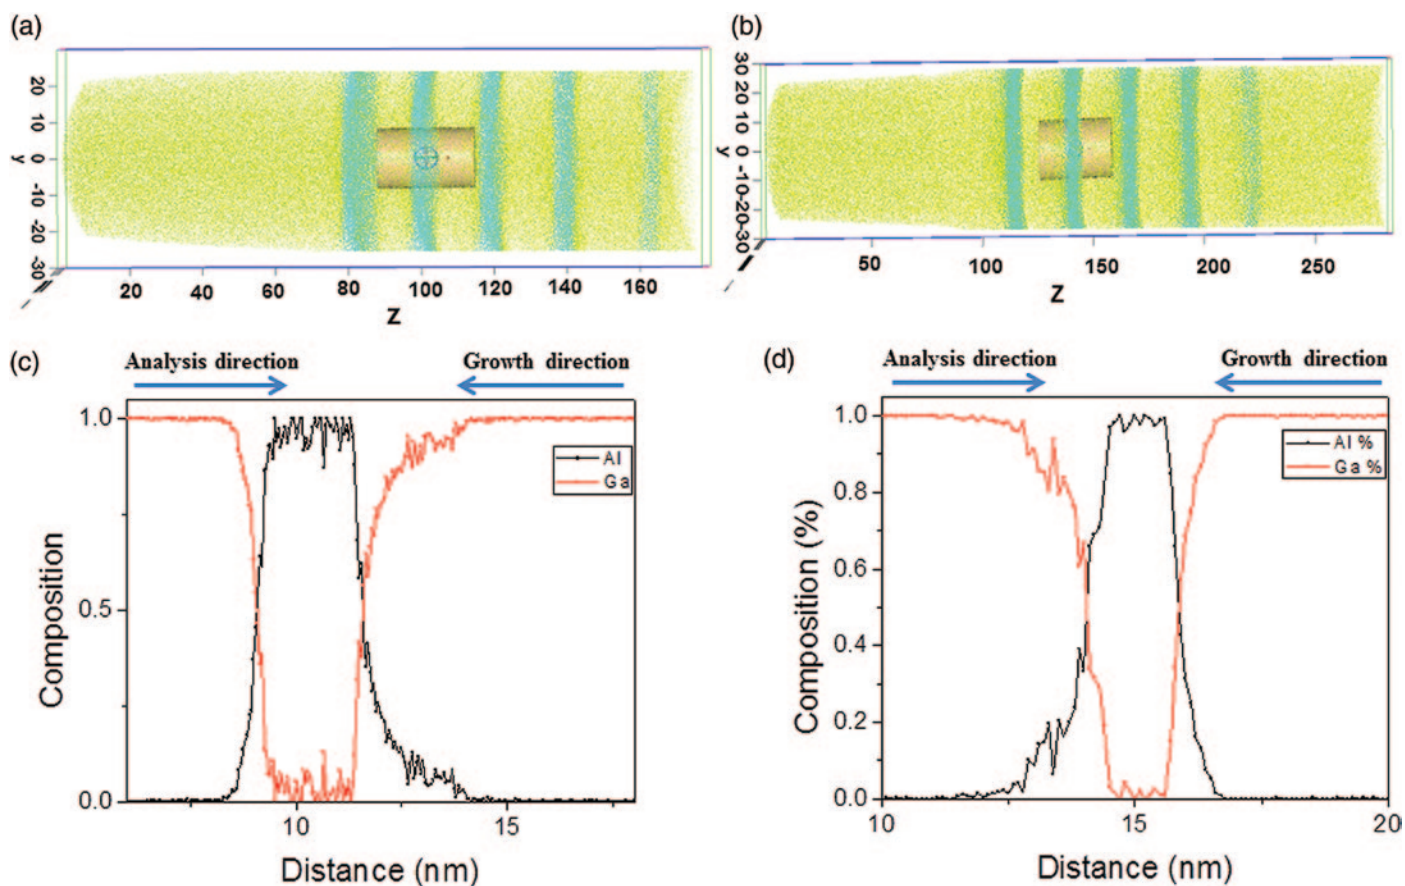 (a)
20
10
0
-10
-20
-30
y
20
40
60
80
100
120
140
160
Z
(b)
30
20
10
0
-10
-20
-30
y
50
100
150
200
250
Z
(c)
Analysis direction
Growth direction
1.0
0.5
0.0
Composition
Al
Ga
10
15
Distance (nm)
(d)
Analysis direction
Growth direction
1.0
0.8
0.6
0.4
0.2
0.0
Composition (%)
Al %
Ga %
10
15
20
Distance (nm)